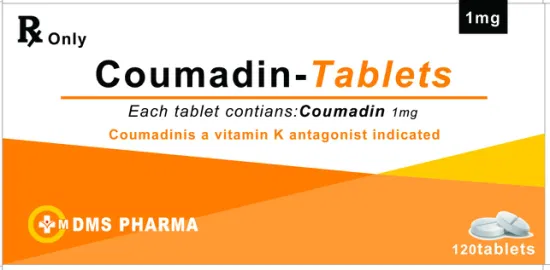 1mg
Rx Only
Coumadin-Tablets
Each tablet contians:Coumadin 1mg
Coumadinis a vitamin K antagonist indicated
M DMS PHARMA
120tablets